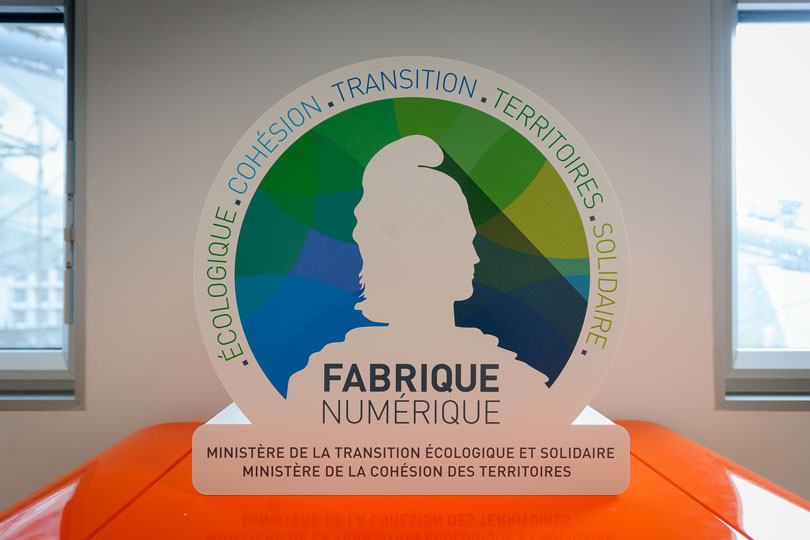 ÉCOLOGIQUE . COHÉSION . TRANSITION . TERRITOIRES . SOLIDAIRE .
FABRIQUE
NUMÉRIQUE
MINISTÈRE DE LA TRANSITION ÉCOLOGIQUE ET SOLIDAIRE
MINISTÈRE DE LA COHÉSION DES TERRITOIRES